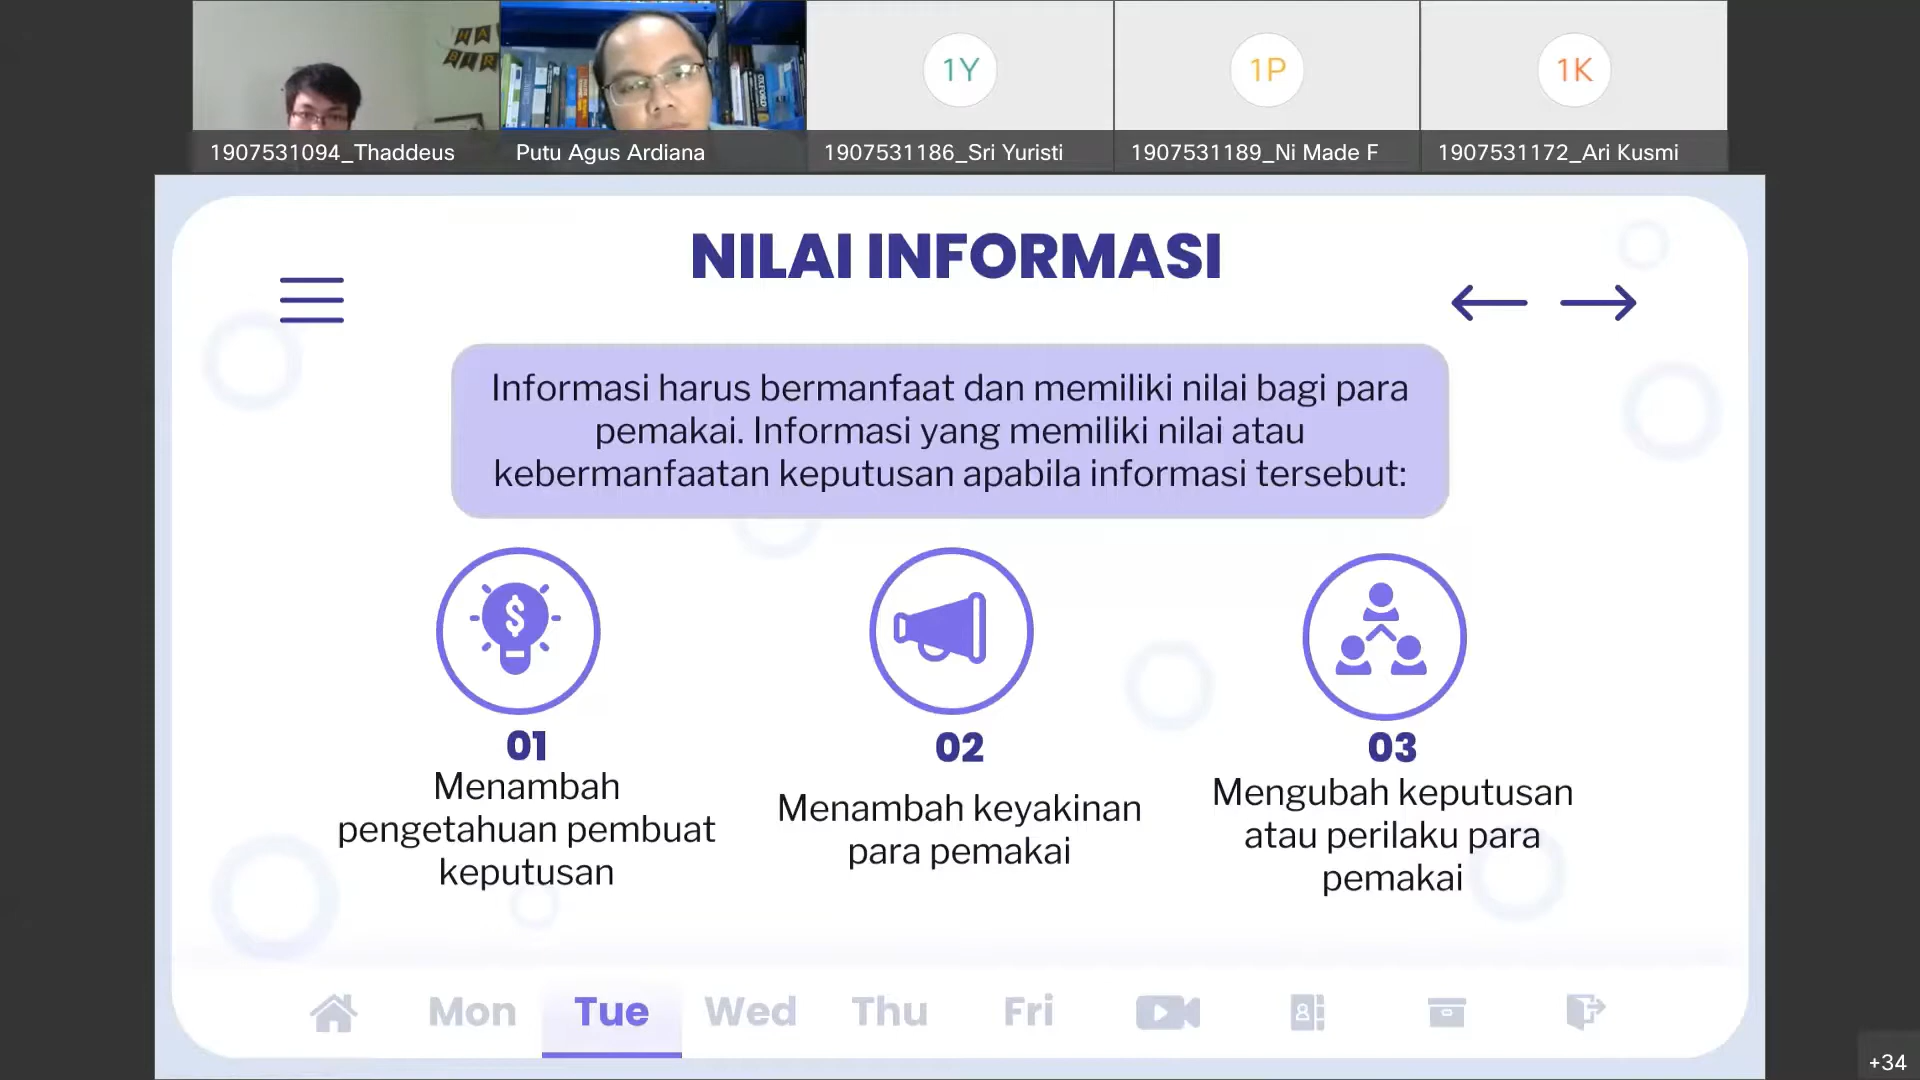 1907531094_Thaddeus
Putu Agus Ardiana
1Y
1907531186_Sri Yuristi
1P
1907531189_Ni Made F
1K
1907531172_Ari Kusmi
NILAI INFORMASI
Informasi harus bermanfaat dan memiliki nilai bagi para
pemakai. Informasi yang memiliki nilai atau
kebermanfaatan keputusan apabila informasi tersebut:
$
01
Menambah
pengetahuan pembuat
keputusan
02
Menambah keyakinan
para pemakai
03
Mengubah keputusan
atau perilaku para
pemakai
Mon
Tue
Wed
Thu
Fri
+34
OXFORD